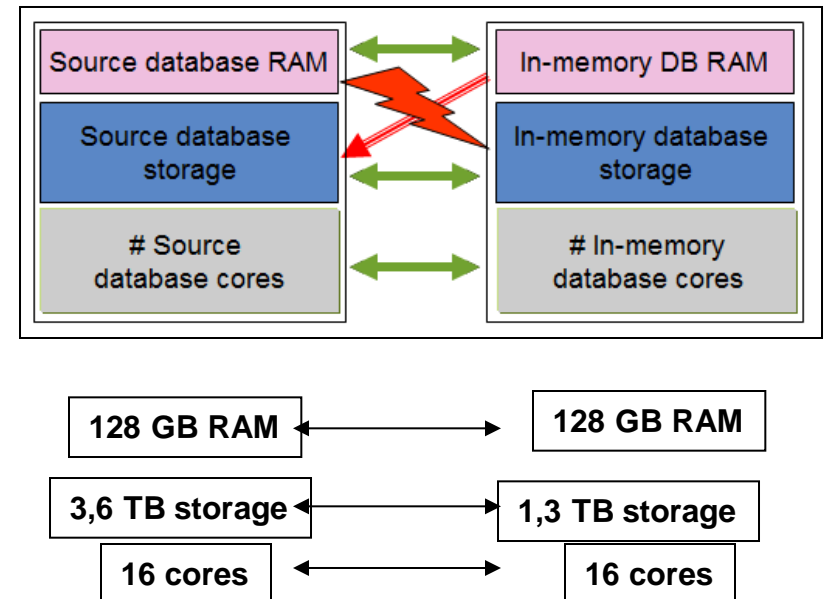 Source database RAM
In-memory DB RAM
Source database
storage
In-memory database
storage
# Source
database cores
# In-memory
database cores
128 GB RAM
128 GB RAM
3,6 TB storage
1,3 TB storage
16 cores
16 cores